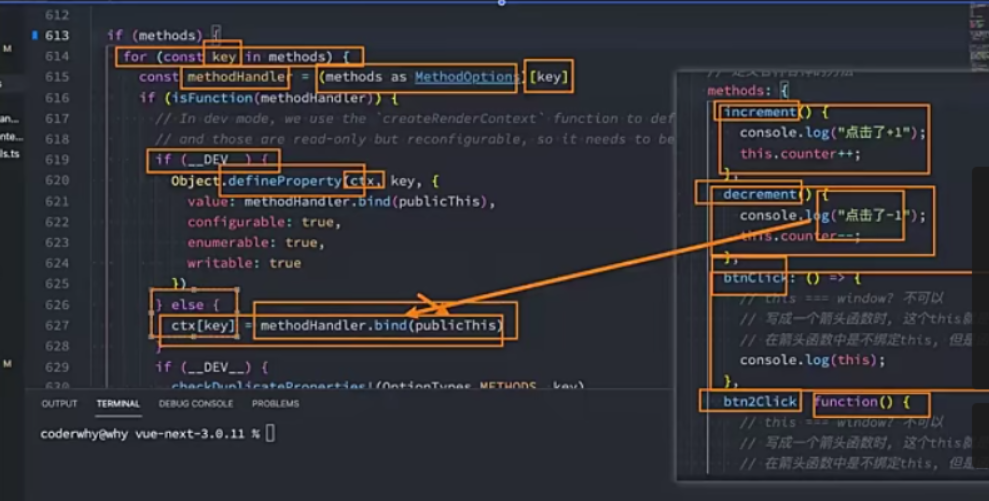 612
613 if (methods) {
614 for (const key in methods) {
615 const methodHandler = (methods as MethodOptions)[key]
616 if (isFunction(methodHandler)) {
617 // In dev mode, we use the `createRenderContext` function to def
618 // and those are read-only but reconfigurable, so it needs to be
619 if (__DEV__) {
620 Object.defineProperty(ctx, key, {
621 value: methodHandler.bind(publicThis),
622 configurable: true,
623 enumerable: true,
624 writable: true
625 })
626 } else {
627 ctx[key] = methodHandler.bind(publicThis)
628 }
629 if (__DEV__) {
630 checkDuplicateProperties!(OptionTypes.METHODS, key)
M
an...
nte...
ls.ts
M
methods: {
increment() {
console.log("点击了+1");
this.counter++;
},
decrement() {
console.log("点击了-1");
this.counter--;
},
btnClick: () => {
// this === window? 不可以
// 写成一个箭头函数时, 这个this就
// 在箭头函数中是不绑定this, 但是
console.log(this);
},
btn2Click function() {
// this === window? 不可以
// 写成一个箭头函数时, 这个this就
// 在箭头函数中是不绑定this, 但是
OUTPUT TERMINAL DEBUG CONSOLE PROBLEMS
coderwhy@why vue-next-3.0.11 %